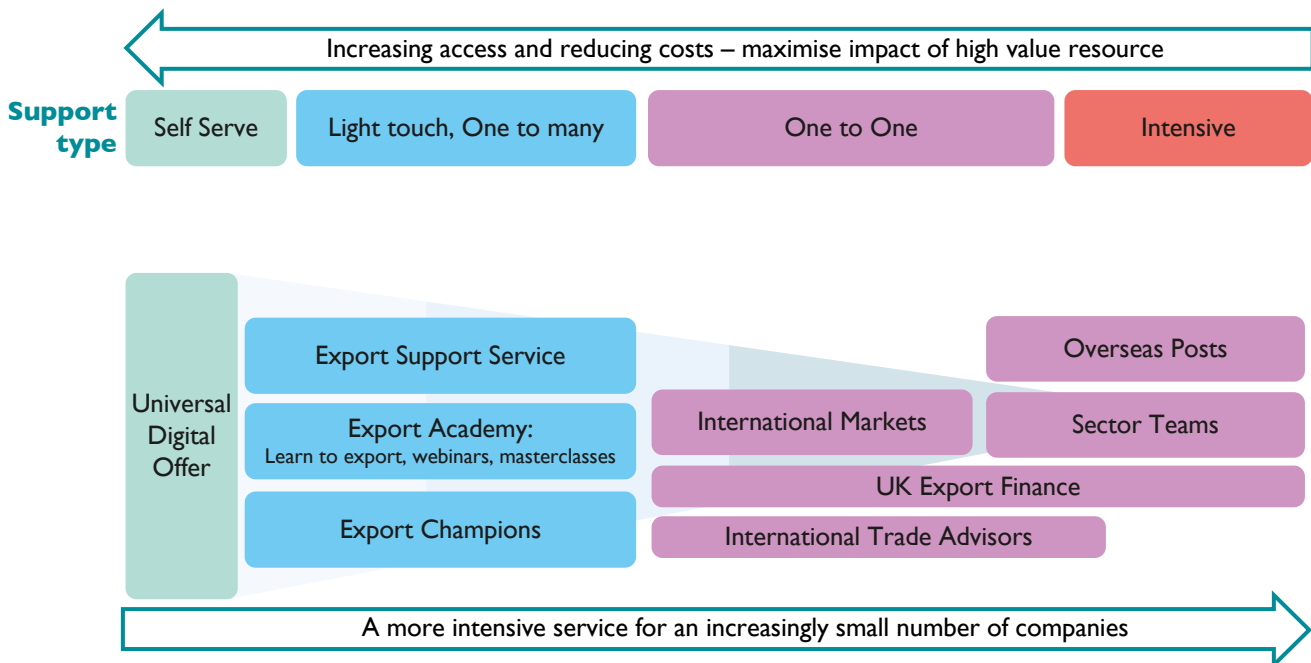 Increasing access and reducing costs – maximise impact of high value resource
Support
type
Self Serve
Light touch, One to many
One to One
Intensive
Universal
Digital
Offer
Export Support Service
Export Academy:
Learn to export, webinars, masterclasses
Export Champions
International Markets
Overseas Posts
Sector Teams
UK Export Finance
International Trade Advisors
A more intensive service for an increasingly small number of companies